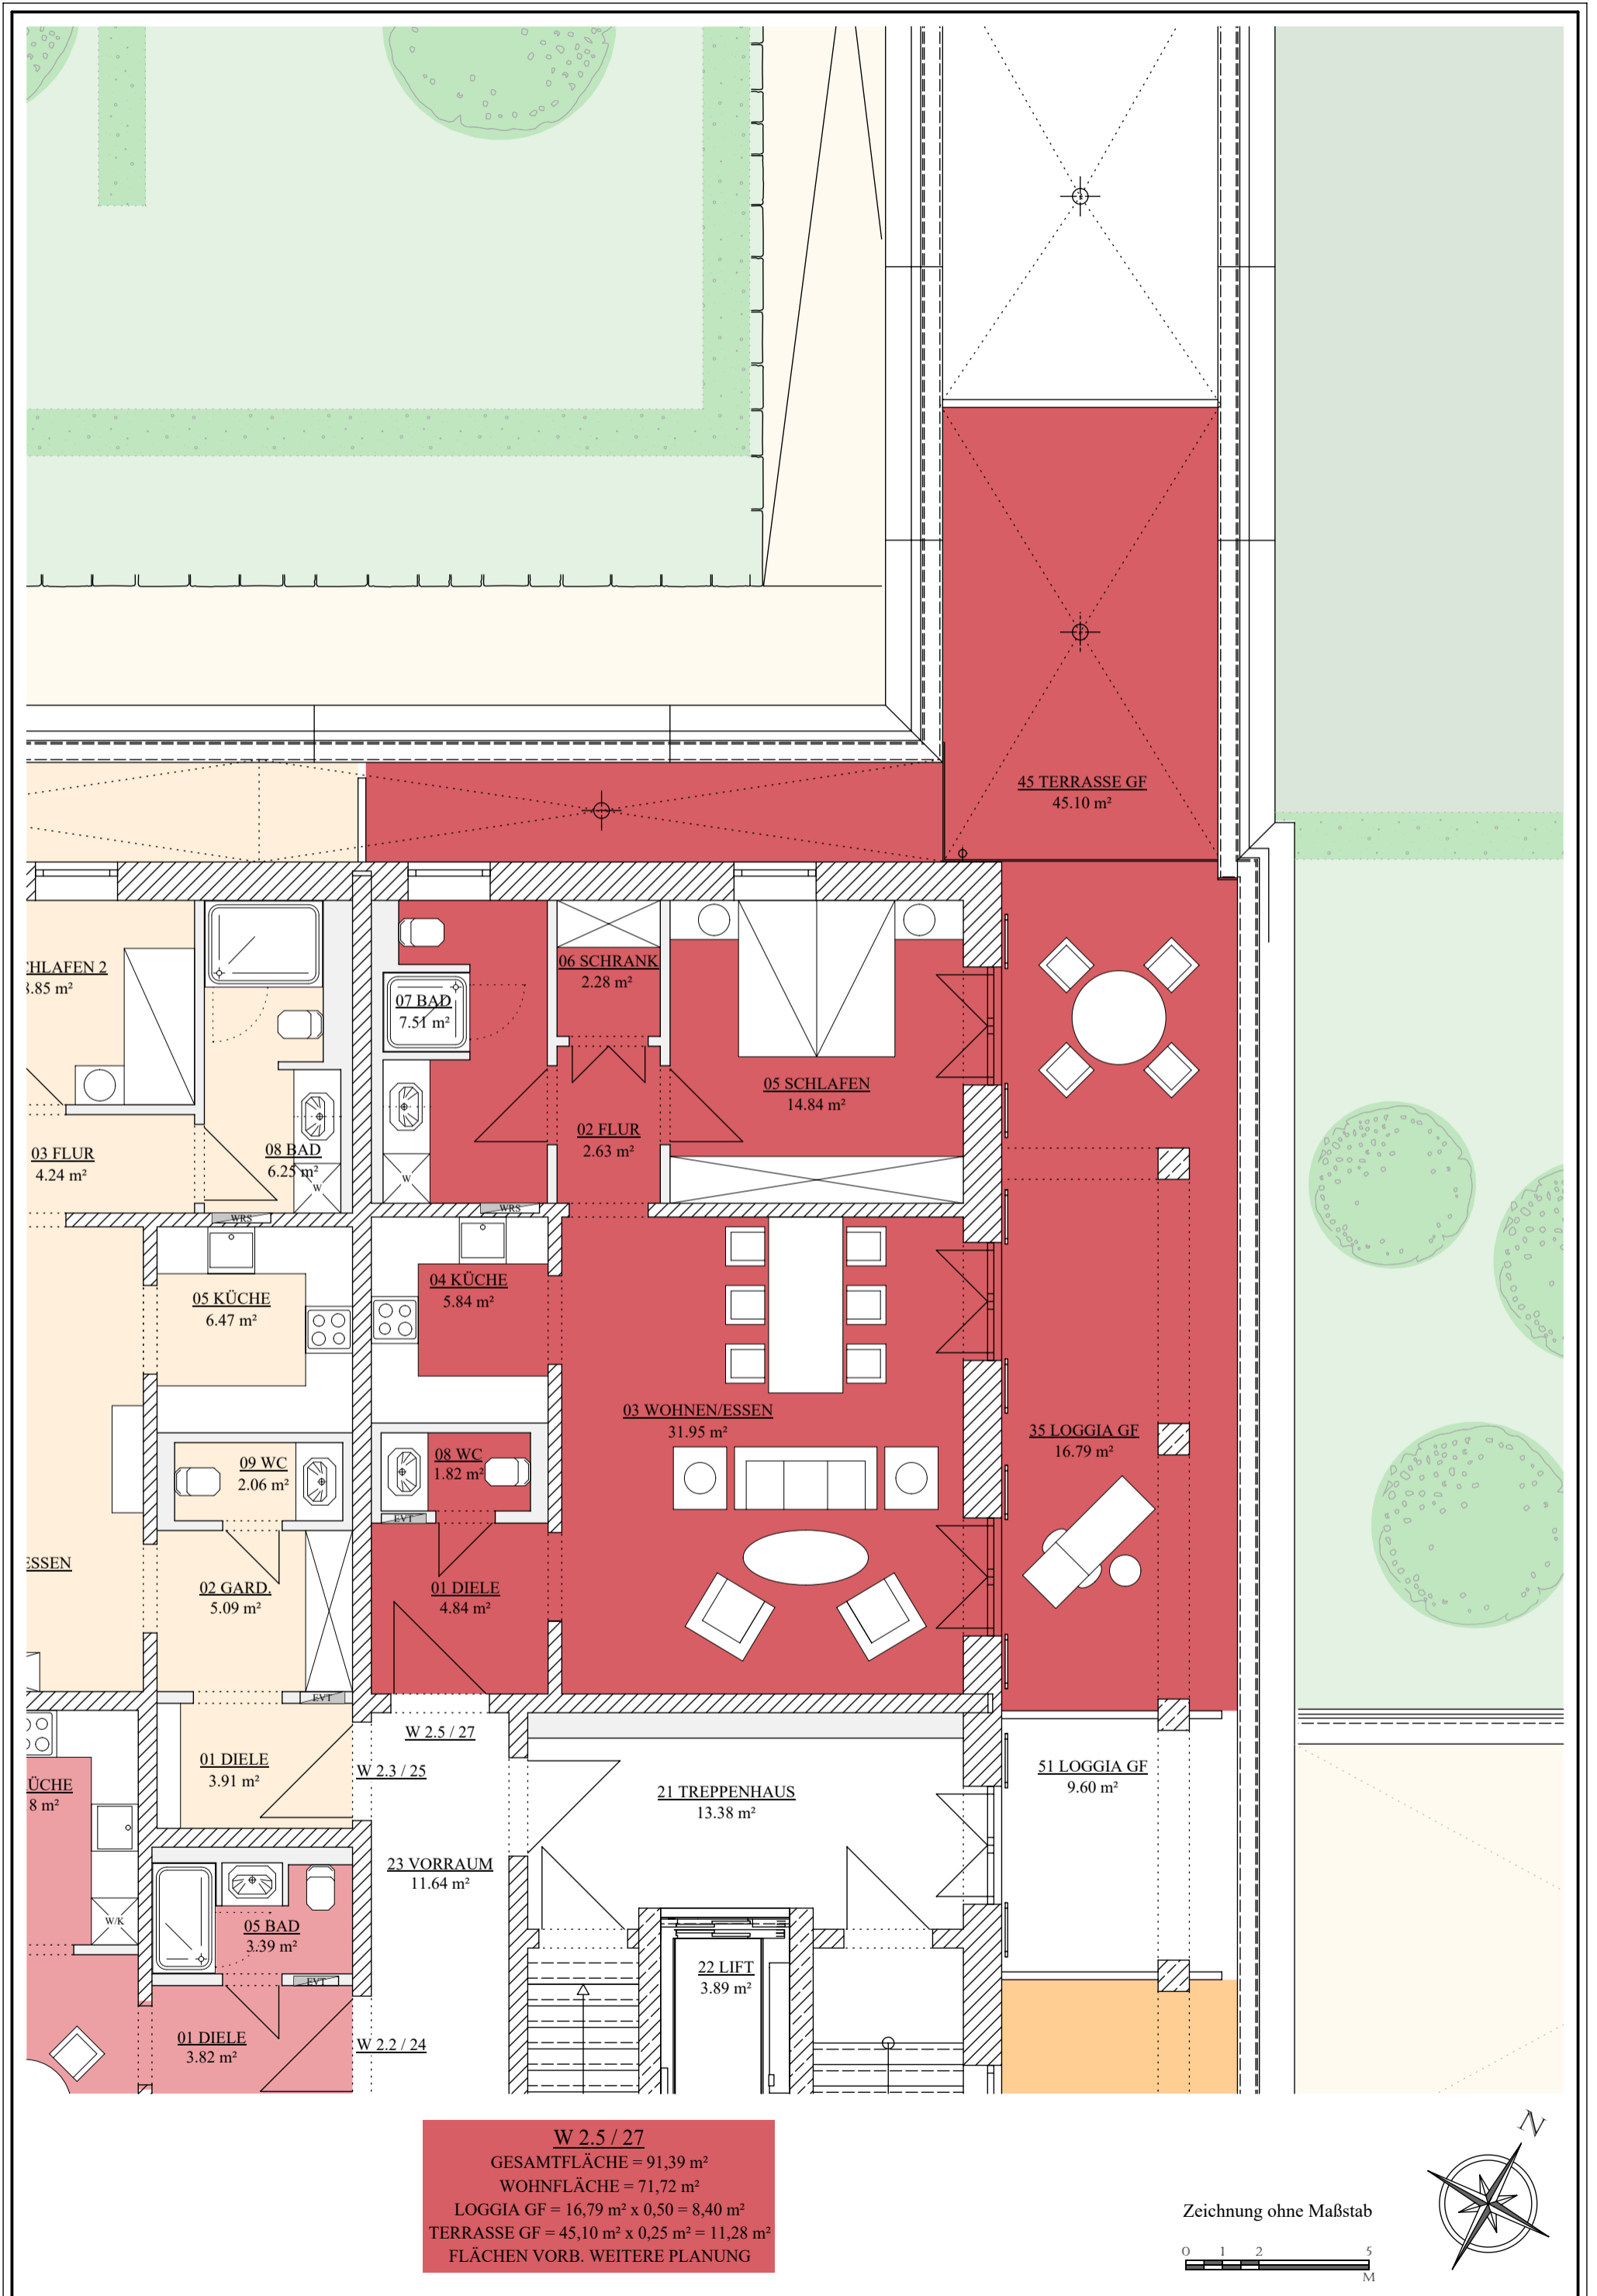 45 TERRASSE GF
45.10 m²
CHLAFEN 2
8.85 m²
06 SCHRANK
2.28 m²
07 BAD
7.51 m²
05 SCHLAFEN
14.84 m²
02 FLUR
2.63 m²
03 FLUR
4.24 m²
08 BAD
6.25 m²
W
W
WRS
WRS
04 KÜCHE
5.84 m²
05 KÜCHE
6.47 m²
03 WOHNEN/ESSEN
31.95 m²
35 LOGGIA GF
16.79 m²
09 WC
2.06 m²
08 WC
1.82 m²
EVT
ESSEN
02 GARD.
5.09 m²
01 DIELE
4.84 m²
EVT
W 2.5 / 27
01 DIELE
3.91 m²
W 2.3 / 25
ÜCHE
8 m²
21 TREPPENHAUS
13.38 m²
51 LOGGIA GF
9.60 m²
23 VORRAUM
11.64 m²
W/K
05 BAD
3.39 m²
EVT
22 LIFT
3.89 m²
01 DIELE
3.82 m²
W 2.2 / 24
W 2.5 / 27
GESAMTFLÄCHE = 91,39 m²
WOHNFLÄCHE = 71,72 m²
LOGGIA GF = 16,79 m² x 0,50 = 8,40 m²
TERRASSE GF = 45,10 m² x 0,25 m² = 11,28 m²
FLÄCHEN VORB. WEITERE PLANUNG
Zeichnung ohne Maßstab
0 1 2 5
M
N